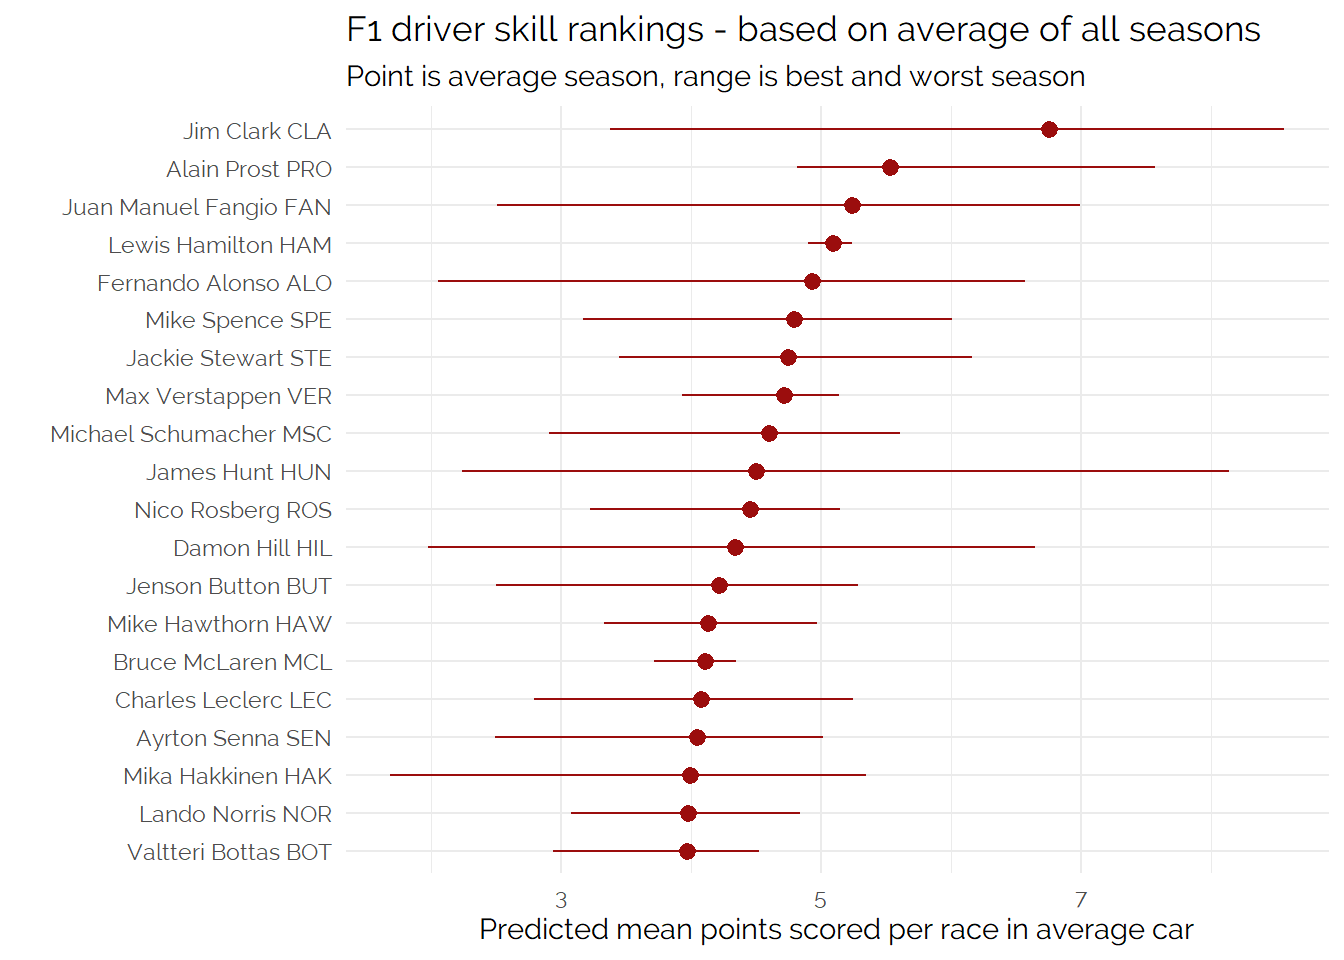 F1 driver skill rankings - based on average of all seasons
Point is average season, range is best and worst season
Jim Clark CLA
Alain Prost PRO
Juan Manuel Fangio FAN
Lewis Hamilton HAM
Fernando Alonso ALO
Mike Spence SPE
Jackie Stewart STE
Max Verstappen VER
Michael Schumacher MSC
James Hunt HUN
Nico Rosberg ROS
Damon Hill HIL
Jenson Button BUT
Mike Hawthorn HAW
Bruce McLaren MCL
Charles Leclerc LEC
Ayrton Senna SEN
Mika Hakkinen HAK
Lando Norris NOR
Valtteri Bottas BOT
3 5 7
Predicted mean points scored per race in average car